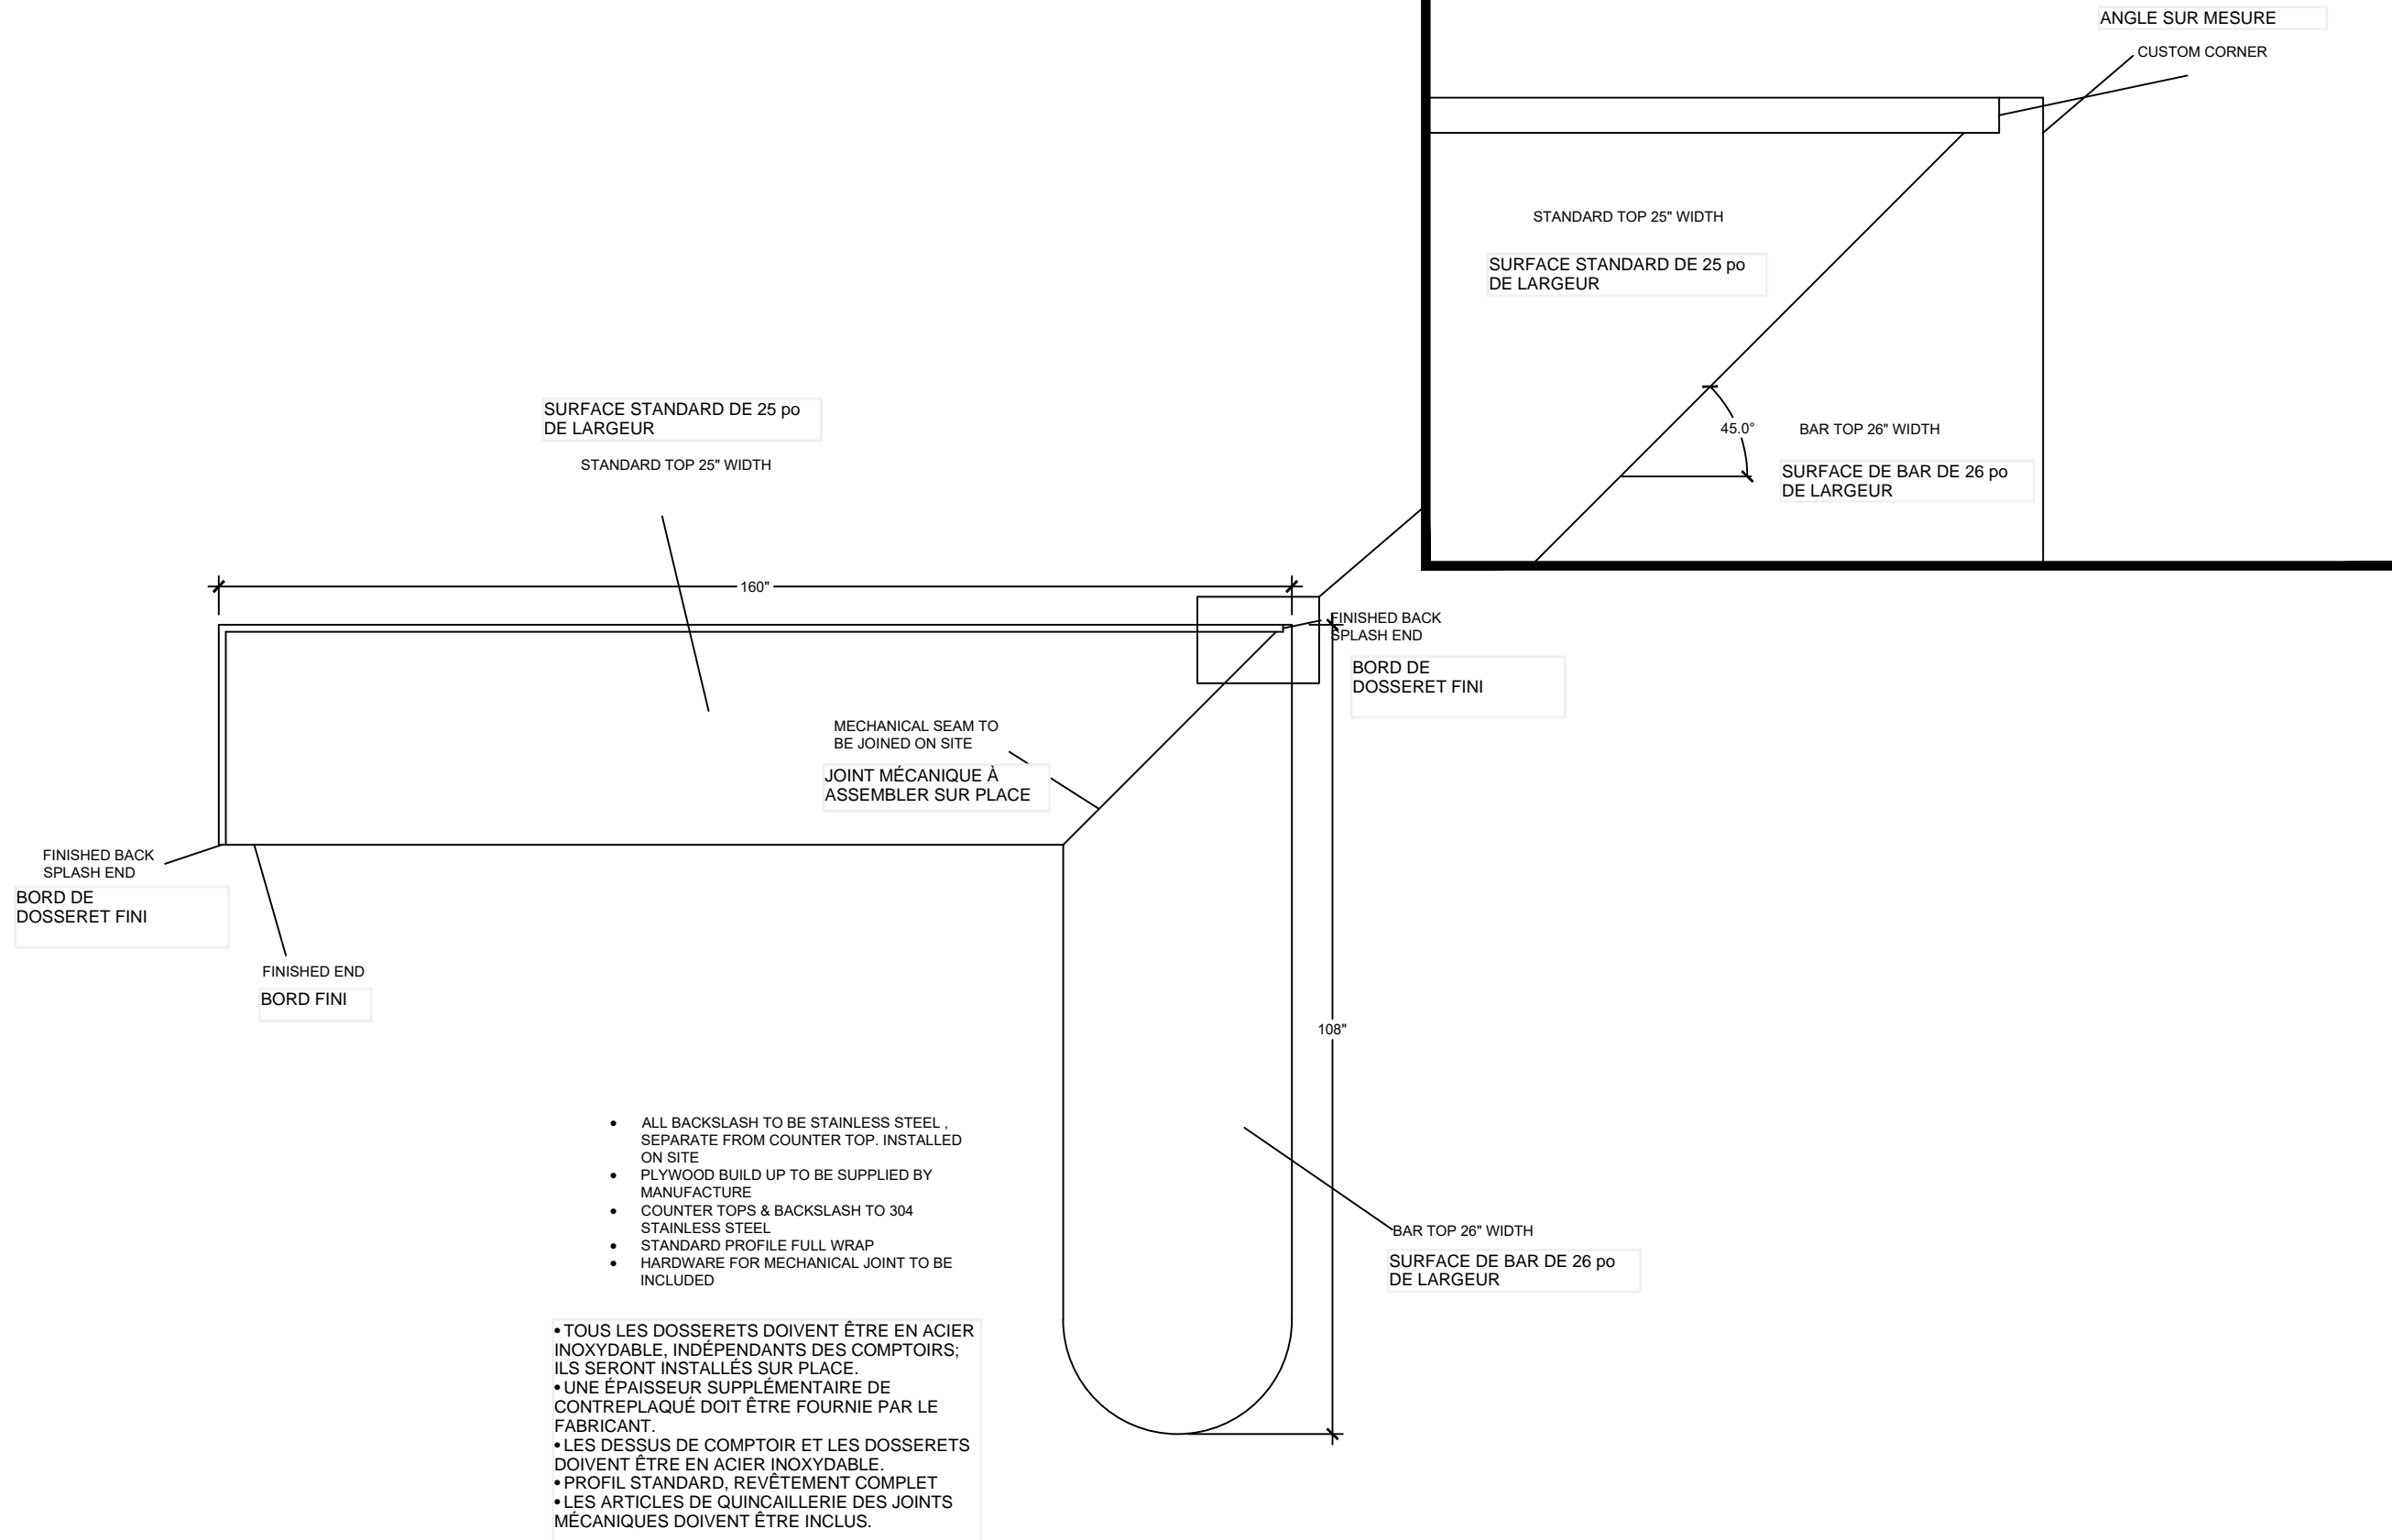 ANGLE SUR MESURE
CUSTOM CORNER
STANDARD TOP 25" WIDTH
SURFACE STANDARD DE 25 po
DE LARGEUR
45.0°
BAR TOP 26" WIDTH
SURFACE DE BAR DE 26 po
DE LARGEUR
SURFACE STANDARD DE 25 po
DE LARGEUR
STANDARD TOP 25" WIDTH
160"
FINISHED BACK
SPLASH END
BORD DE
DOSSERET FINI
MECHANICAL SEAM TO
BE JOINED ON SITE
JOINT MÉCANIQUE À
ASSEMBLER SUR PLACE
FINISHED BACK
SPLASH END
BORD DE
DOSSERET FINI
FINISHED END
BORD FINI
108"
• ALL BACKSLASH TO BE STAINLESS STEEL ,
SEPARATE FROM COUNTER TOP. INSTALLED
ON SITE
• PLYWOOD BUILD UP TO BE SUPPLIED BY
MANUFACTURE
• COUNTER TOPS & BACKSLASH TO 304
STAINLESS STEEL
• STANDARD PROFILE FULL WRAP
• HARDWARE FOR MECHANICAL JOINT TO BE
INCLUDED
BAR TOP 26" WIDTH
SURFACE DE BAR DE 26 po
DE LARGEUR
• TOUS LES DOSSERETS DOIVENT ÊTRE EN ACIER
INOXYDABLE, INDÉPENDANTS DES COMPTOIRS;
ILS SERONT INSTALLÉS SUR PLACE.
• UNE ÉPAISSEUR SUPPLÉMENTAIRE DE
CONTREPLAQUÉ DOIT ÊTRE FOURNIE PAR LE
FABRICANT.
• LES DESSUS DE COMPTOIR ET LES DOSSERETS
DOIVENT ÊTRE EN ACIER INOXYDABLE.
• PROFIL STANDARD, REVÊTEMENT COMPLET
• LES ARTICLES DE QUINCAILLERIE DES JOINTS
MÉCANIQUES DOIVENT ÊTRE INCLUS.